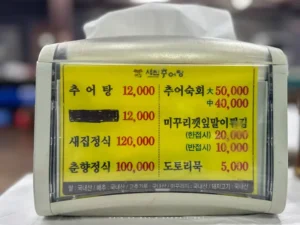 추어탕 12,000
12,000
새집정식 120,000
춘향정식 100,000
추어숙회 大 50,000
中 40,000
미꾸리깻잎말이튀김
(한접시) 20,000
(반접시) 10,000
도토리묵 5,000